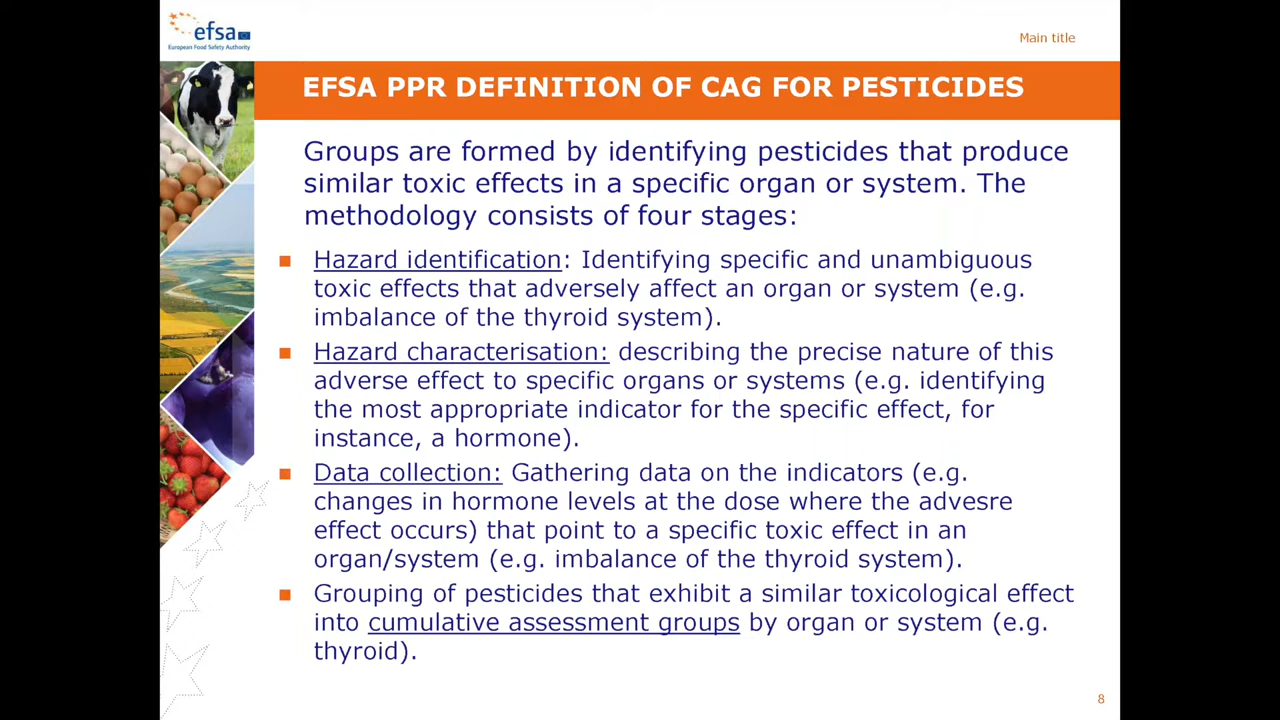 efsa
European Food Safety Authority
Main title
EFSA PPR DEFINITION OF CAG FOR PESTICIDES
Groups are formed by identifying pesticides that produce
similar toxic effects in a specific organ or system. The
methodology consists of four stages:
Hazard identification: Identifying specific and unambiguous
toxic effects that adversely affect an organ or system (e.g.
imbalance of the thyroid system).
Hazard characterisation: describing the precise nature of this
adverse effect to specific organs or systems (e.g. identifying
the most appropriate indicator for the specific effect, for
instance, a hormone).
Data collection: Gathering data on the indicators (e.g.
changes in hormone levels at the dose where the advesre
effect occurs) that point to a specific toxic effect in an
organ/system (e.g. imbalance of the thyroid system).
Grouping of pesticides that exhibit a similar toxicological effect
into cumulative assessment groups by organ or system (e.g.
thyroid).
8